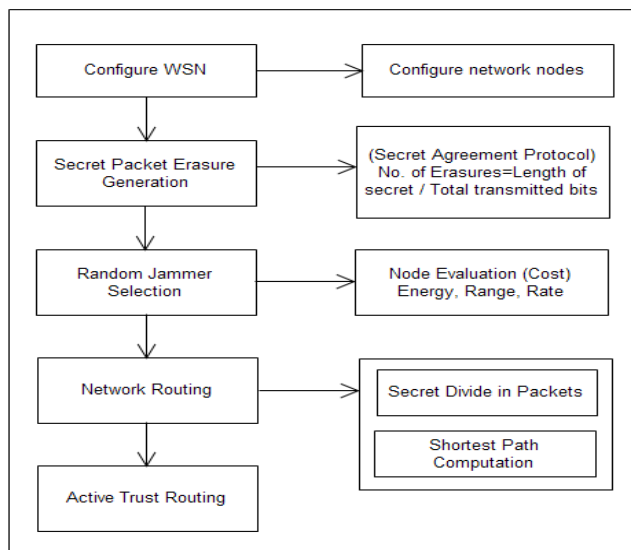 Configure WSN
Configure network nodes
Secret Packet Erasure
Generation
(Secret Agreement Protocol)
No. of Erasures=Length of
secret / Total transmitted bits
Random Jammer
Selection
Node Evaluation (Cost)
Energy, Range, Rate
Network Routing
Secret Divide in Packets
Shortest Path
Computation
Active Trust Routing